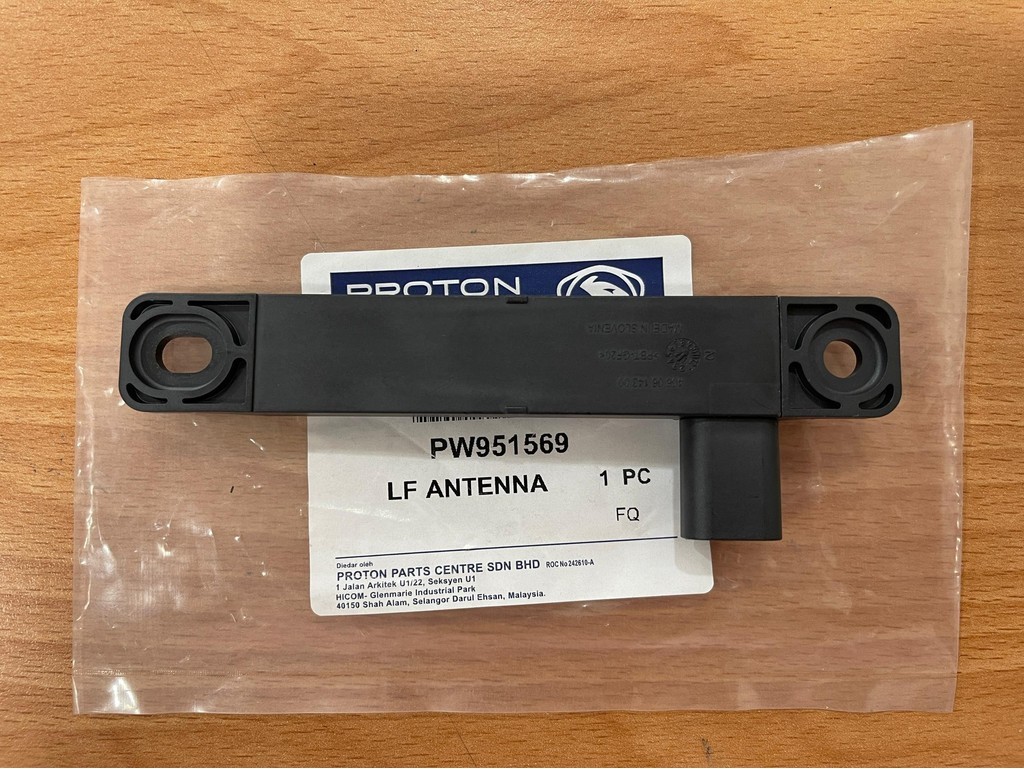 PROTON
PW951569
LF ANTENNA
1 PC
FQ
Diedar oleh
PROTON PARTS CENTRE SDN BHD ROC No 242610-A
1 Jalan Arkitek U1/22, Seksyen U1
HICOM- Glenmarie Industrial Park
40150 Shah Alam, Selangor Darul Ehsan, Malaysia.